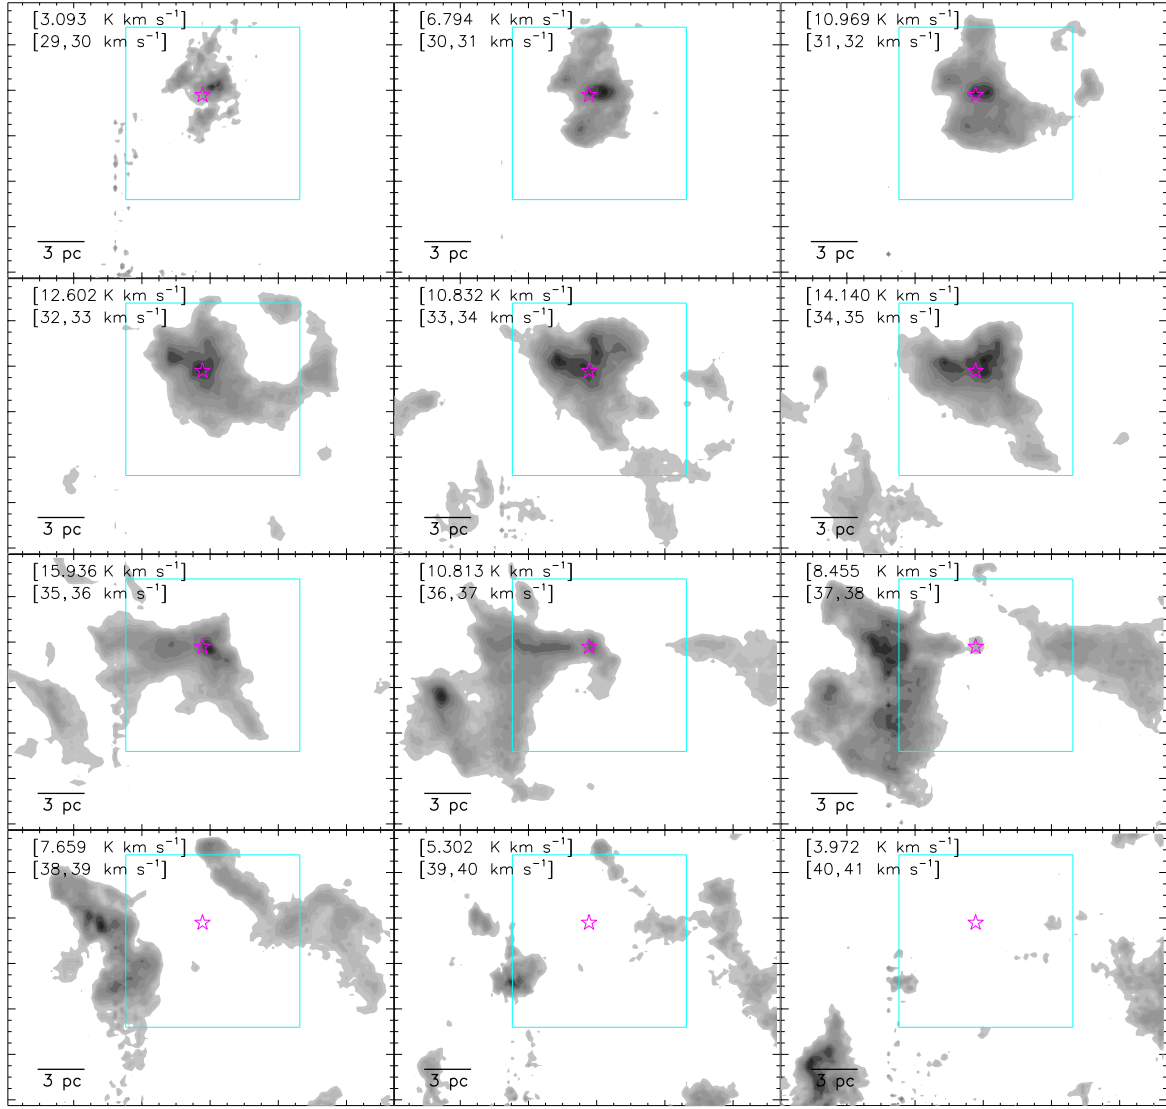 [3.093 K km s⁻¹]
[29,30 km s⁻¹]
3 pc
[6.794 K km s⁻¹]
[30,31 km s⁻¹]
3 pc
[10.969 K km s⁻¹]
[31,32 km s⁻¹]
3 pc
[12.602 K km s⁻¹]
[32,33 km s⁻¹]
3 pc
[10.832 K km s⁻¹]
[33,34 km s⁻¹]
3 pc
[14.140 K km s⁻¹]
[34,35 km s⁻¹]
3 pc
[15.936 K km s⁻¹]
[35,36 km s⁻¹]
3 pc
[10.813 K km s⁻¹]
[36,37 km s⁻¹]
3 pc
[8.455 K km s⁻¹]
[37,38 km s⁻¹]
3 pc
[7.659 K km s⁻¹]
[38,39 km s⁻¹]
3 pc
[5.302 K km s⁻¹]
[39,40 km s⁻¹]
3 pc
[3.972 K km s⁻¹]
[40,41 km s⁻¹]
3 pc